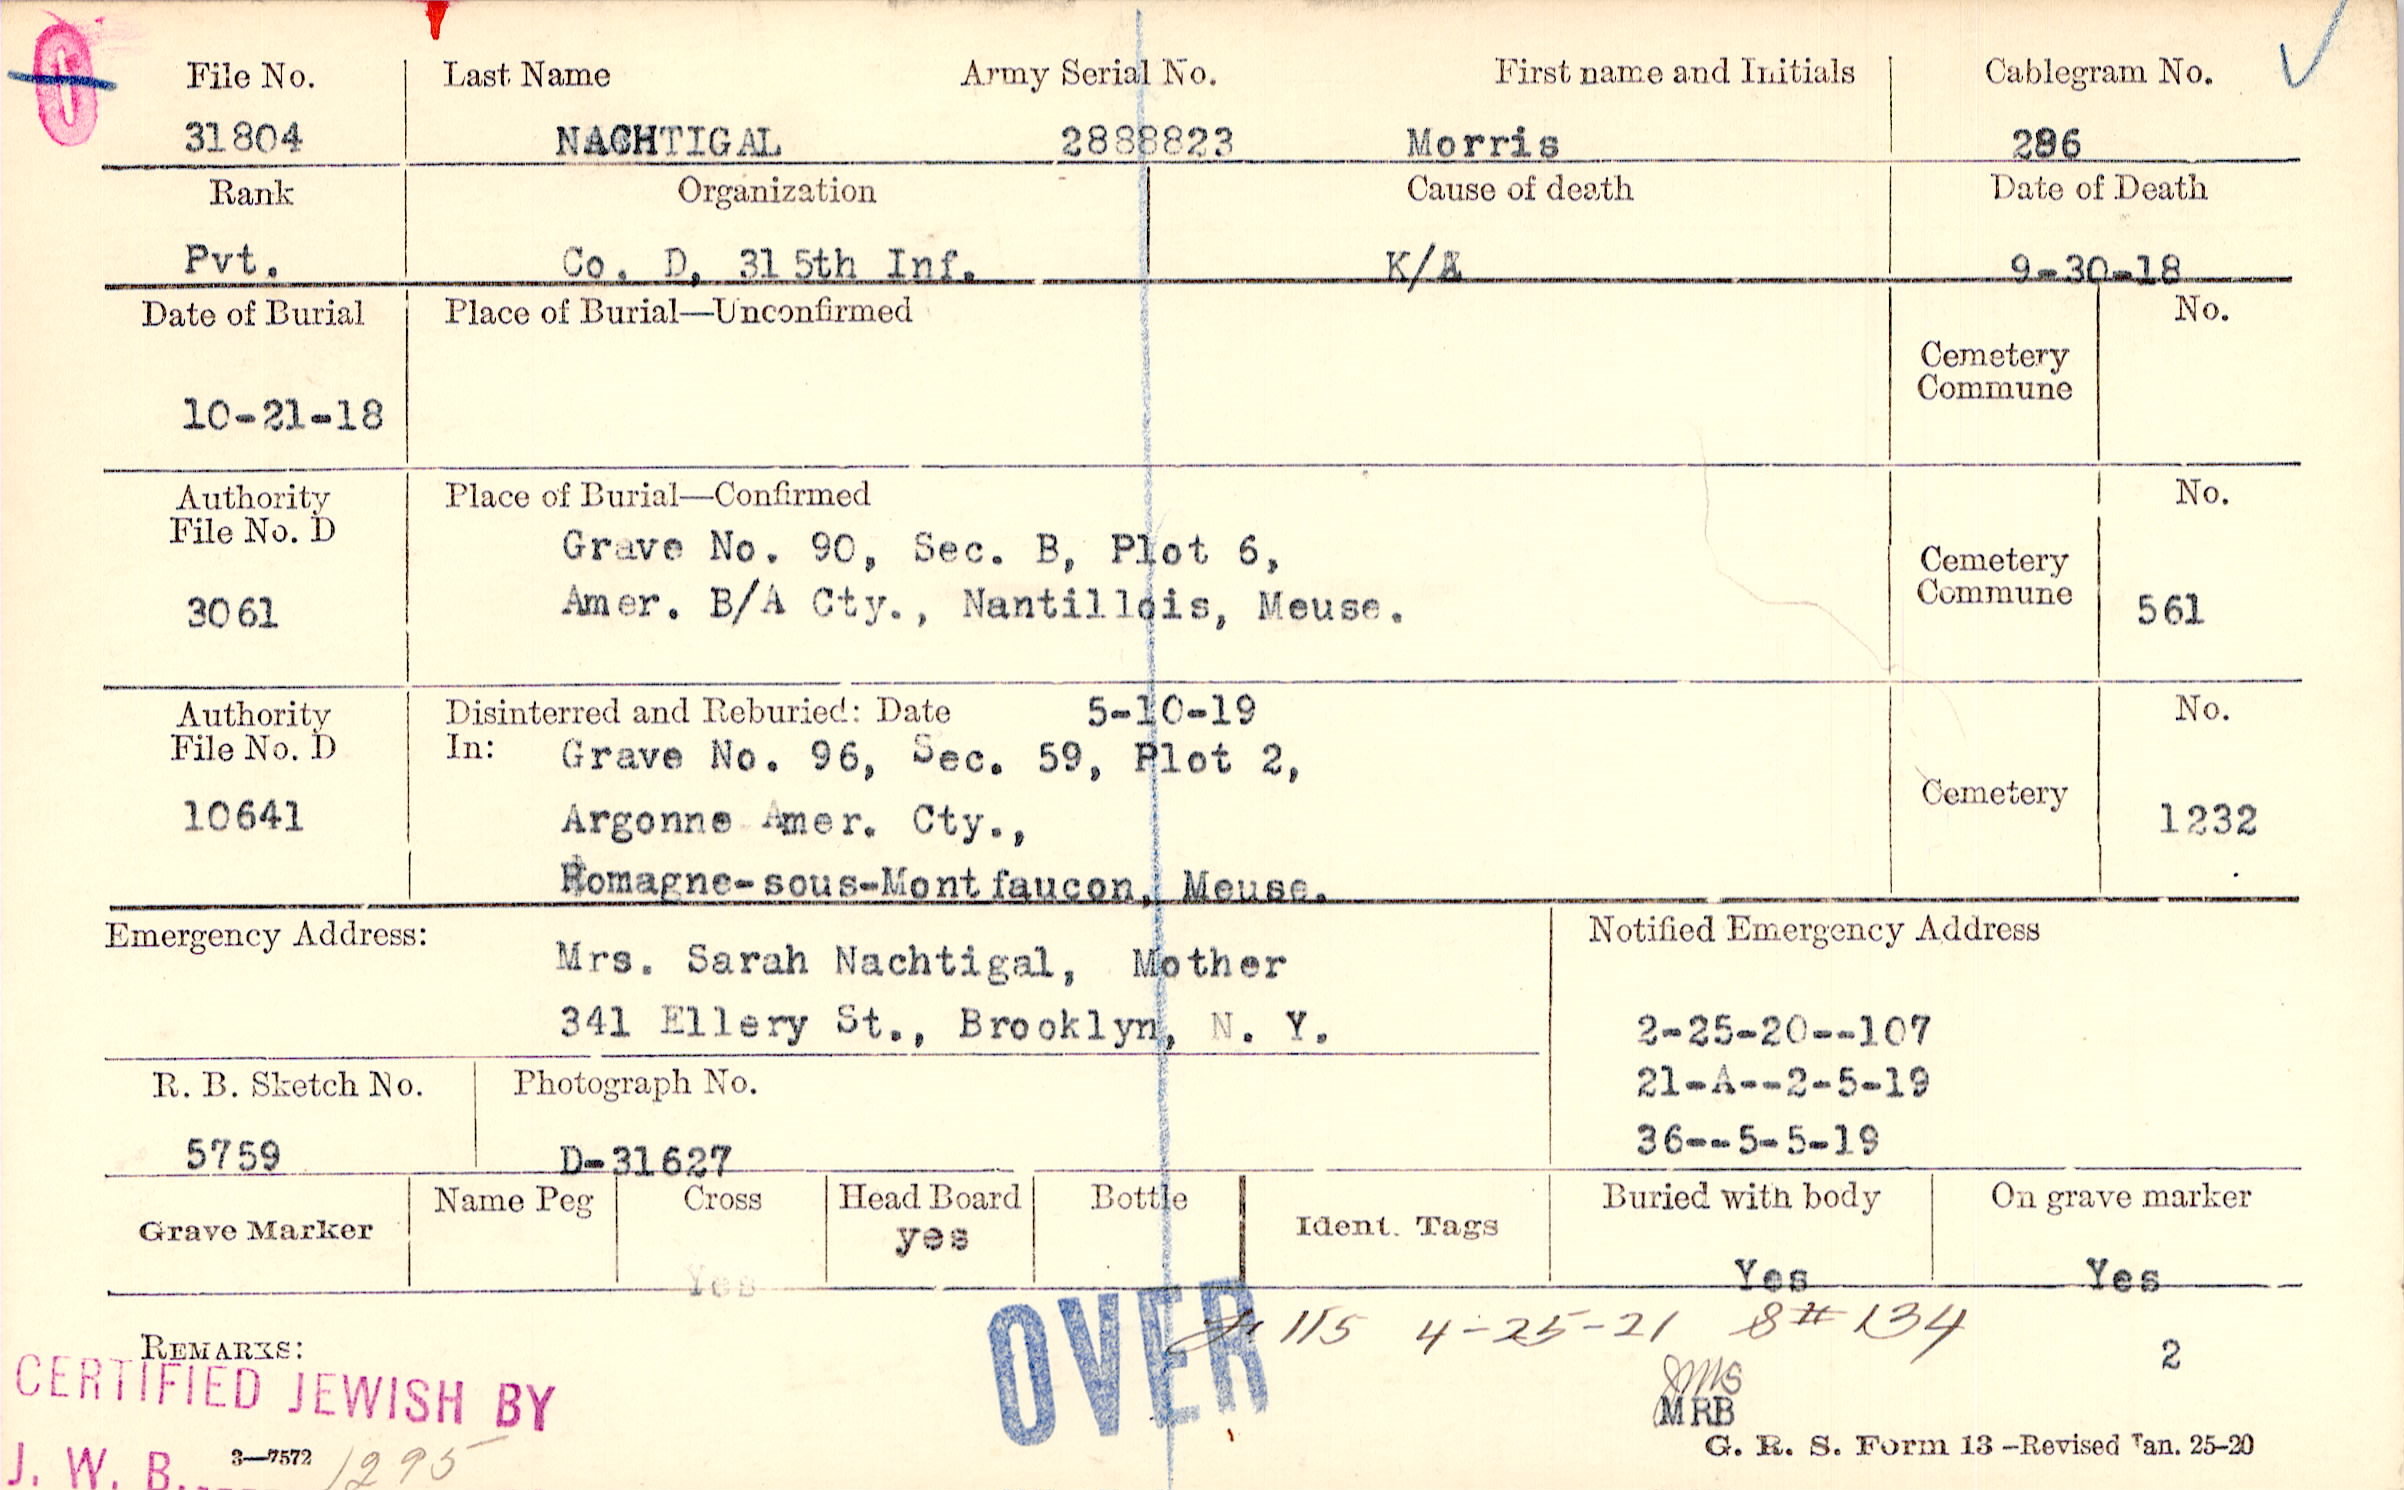 File No. Last Name Army Serial No. First name and Initials Cablegram No.
31804 NACHTIGAL 2888823 Morris 296
Rank Organization Cause of death Date of Death
Pvt. Co. D, 315th Inf. K/A 9-30-18
Date of Burial Place of Burial—Unconfirmed No.
Cemetery
Commune
10-21-18
Authority Place of Burial—Confirmed No.
File No. D
Grave No. 90, Sec. B, Plot 6,
Cemetery
Commune
3061 Amer. B/A Cty., Nantillois, Meuse. 561
Authority Disinterred and Reburied: Date 5-10-19 No.
File No. D In: Grave No. 96, Sec. 59, Plot 2,
Cemetery
10641 Argonne Amer. Cty., 1232
Romagne-sous-Montfaucon, Meuse.
Emergency Address: Notified Emergency Address
Mrs. Sarah Nachtigal, Mother
341 Ellery St., Brooklyn, N. Y. 2-25-20--107
R. B. Sketch No. Photograph No. 21-A--2-5-19
5759 D-31627 36--5-5-19
Grave Marker Name Peg Cross Head Board Bottle Ident. Tags Buried with body On grave marker
Yes yes Yes Yes
OVER 115 4-25-21 8# 134
REMARKS: 2
CERTIFIED JEWISH BY
MRB
J. W. B. 1295
3—7572
G. R. S. Form 13—Revised Jan. 25-20